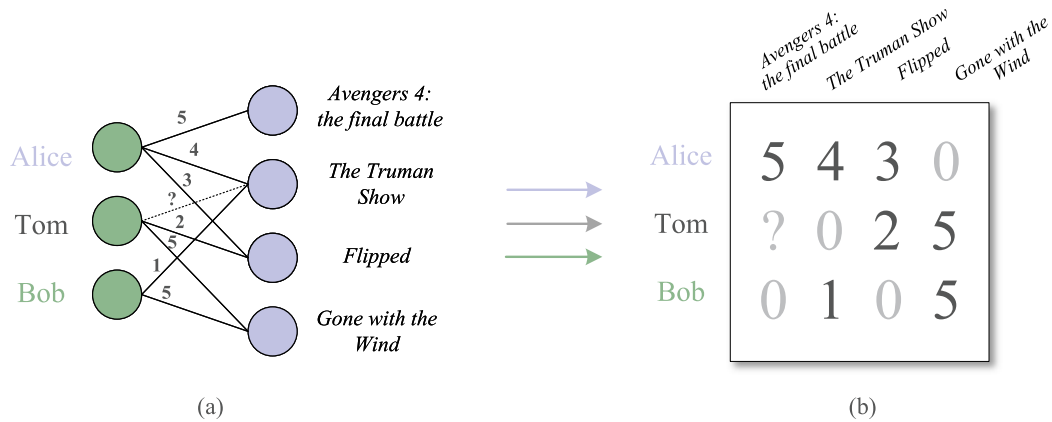 Alice
Tom
Bob
5
4
3
?
2
5
1
5
Avengers 4:
the final battle
The Truman
Show
Flipped
Gone with the
Wind
(a)
Avengers 4:
the final battle
The Truman Show
Flipped
Gone with the
Wind
Alice 5 4 3 0
Tom ? 0 2 5
Bob 0 1 0 5
(b)